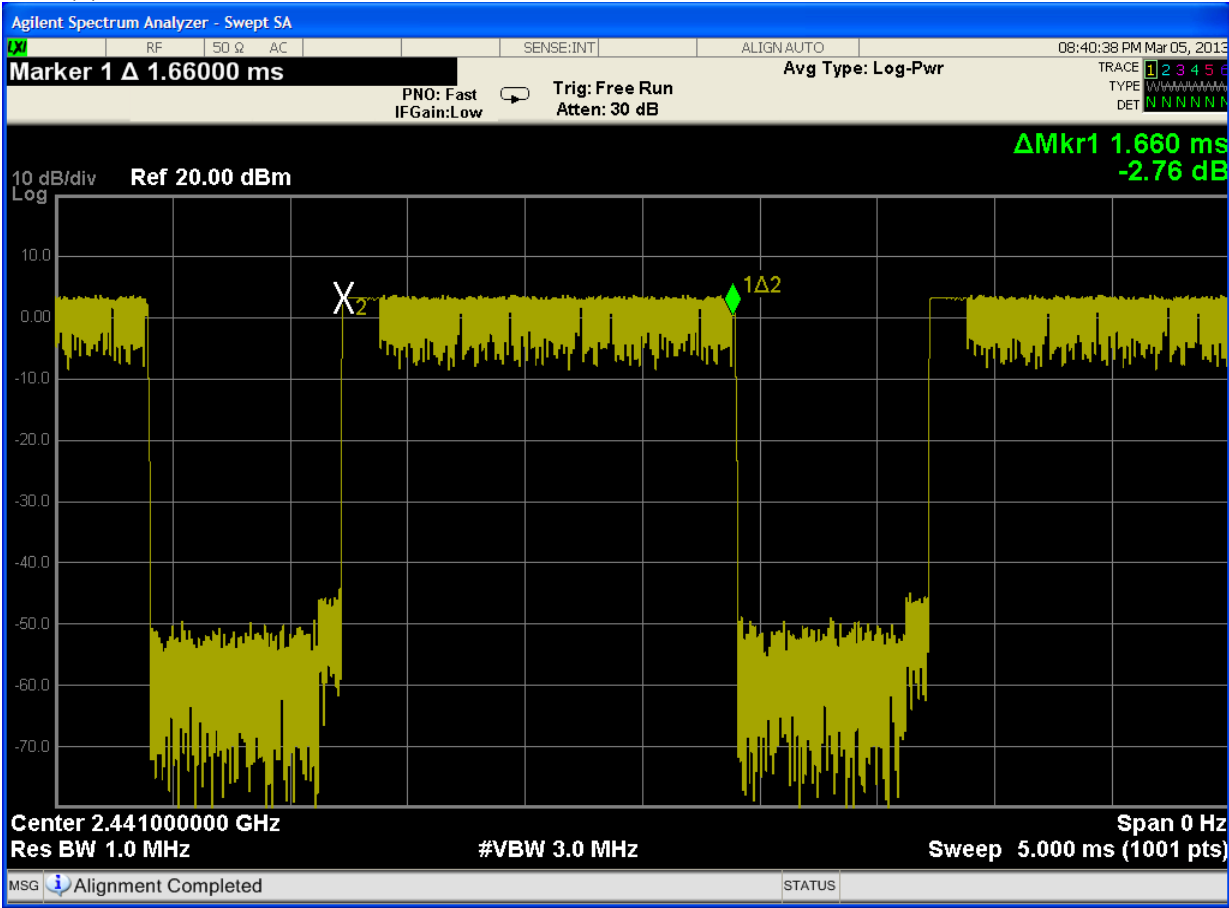 Agilent Spectrum Analyzer - Swept SA
LXI RF 50 Ω AC SENSE:INT ALIGN AUTO 08:40:38 PM Mar 05, 2013
Marker 1 Δ 1.66000 ms
Avg Type: Log-Pwr
TRACE 1 2 3 4 5 6
PNO: Fast Trig: Free Run
TYPE WWWWWW
IFGain:Low Atten: 30 dB
DET N N N N N N
ΔMkr1 1.660 ms
-2.76 dB
10 dB/div Ref 20.00 dBm
Log
10.0
1Δ2
2
0.00
-10.0
-20.0
-30.0
-40.0
-50.0
-60.0
-70.0
Center 2.441000000 GHz Span 0 Hz
Res BW 1.0 MHz #VBW 3.0 MHz Sweep 5.000 ms (1001 pts)
MSG Alignment Completed STATUS